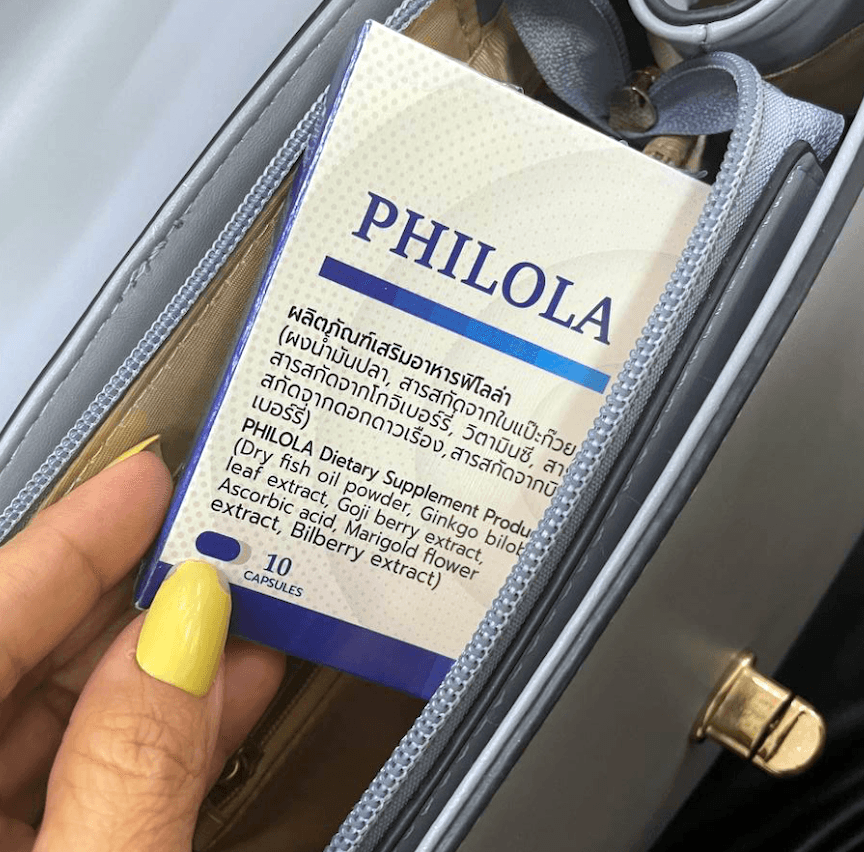 PHILOLA
ผลิตภัณฑ์เสริมอาหารฟิโลล่า
(ผงน้ำมันปลา, สารสกัดจากใบแป๊ะก๊วย
สารสกัดจากโกจิเบอร์รี่, วิตามินซี,
สกัดจากดอกดาวเรือง, สารสกัดจาก
เบอร์รี่)
PHILOLA Dietary Supplement
(Dry fish oil powder, Ginkgo
leaf extract, Goji berry extract,
Ascorbic acid, Marigold flower
extract, Bilberry extract)
10
CAPSULES